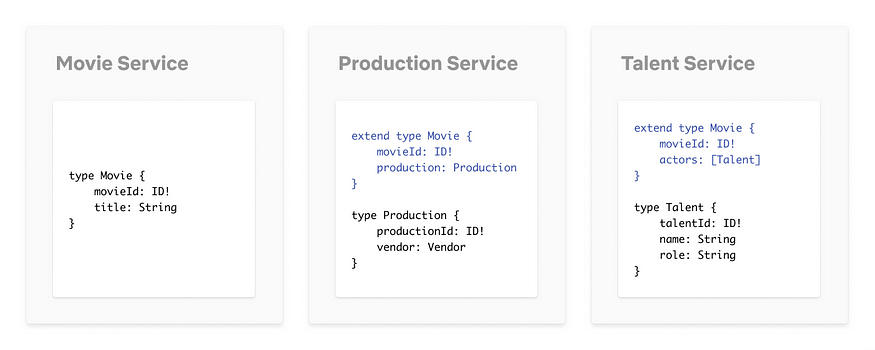 Movie Service
type Movie {
    movieId: ID!
    title: String
}
Production Service
extend type Movie {
    movieId: ID!
    production: Production
}
type Production {
    productionId: ID!
    vendor: Vendor
}
Talent Service
extend type Movie {
    movieId: ID!
    actors: [Talent]
}
type Talent {
    talentId: ID!
    name: String
    role: String
}